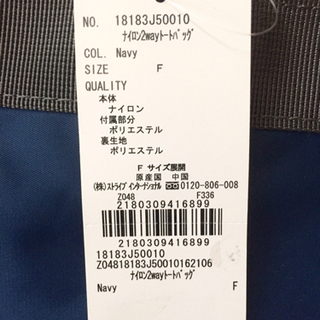 NO. 18183J50010
ナイロン2wayトートバッグ
COL. Navy
SIZE F
QUALITY
本体
ナイロン
付属部分
ポリエステル
裏生地
ポリエステル
F サイズ展開
原産国 中国
(株)ストライプ インターナショナル 0120-806-008
Z048 F336
2180309416899
2180309416899
18183J50010
Z04818183J50010162106
ナイロン2wayトートバッグ
Navy F